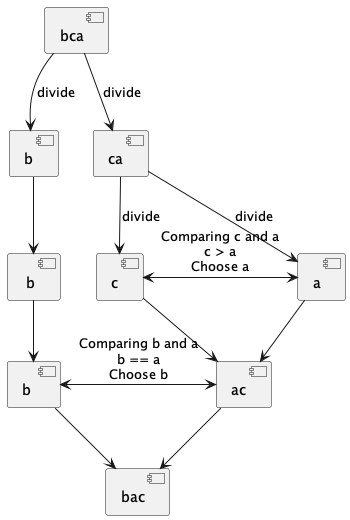 bca
divide
divide
b
ca
divide
divide
Comparing c and a
c > a
Choose a
b
c
a
Comparing b and a
b == a
Choose b
b
ac
bac